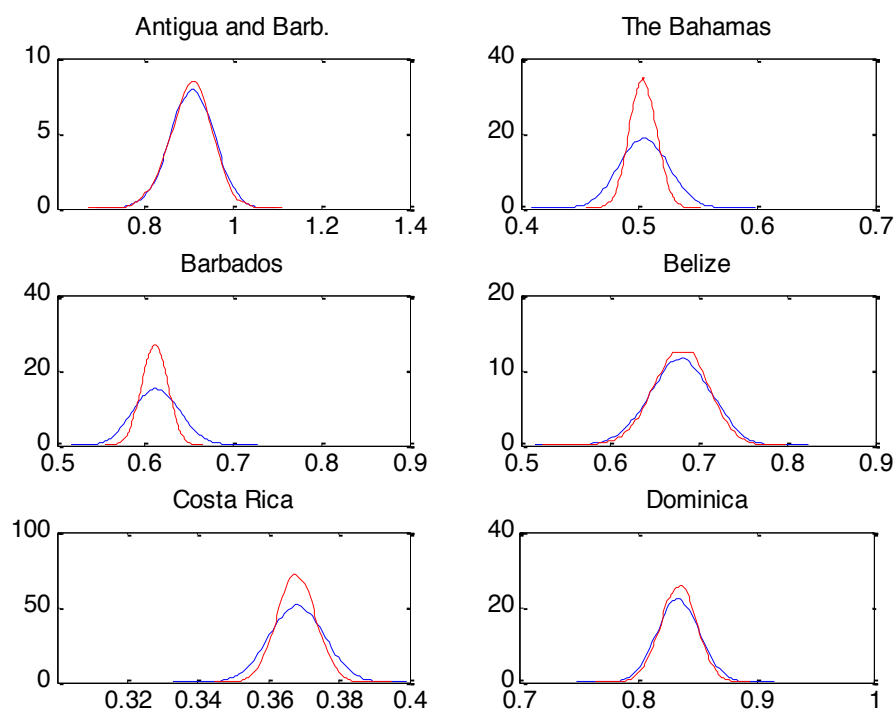 Antigua and Barb.
10
5
0
0.8 1 1.2 1.4
The Bahamas
40
20
0
0.4 0.5 0.6 0.7
Barbados
40
20
0
0.5 0.6 0.7 0.8 0.9
Belize
20
10
0
0.5 0.6 0.7 0.8 0.9
Costa Rica
100
50
0
0.32 0.34 0.36 0.38 0.4
Dominica
40
20
0
0.7 0.8 0.9 1